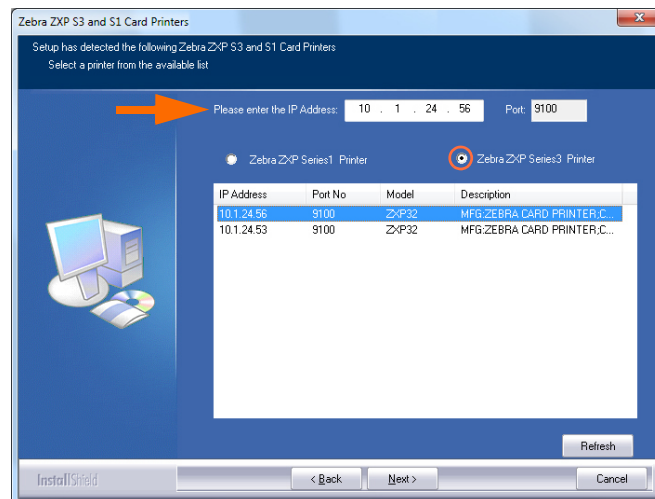 Zebra ZXP S3 and S1 Card Printers
Setup has detected the following Zebra ZXP S3 and S1 Card Printers
Select a printer from the available list
Please enter the IP Address: 10 . 1 . 24 . 56 Port: 9100
Zebra ZXP Series1 Printer Zebra ZXP Series3 Printer
IP Address Port No Model Description
10.1.24.56 9100 ZXP32 MFG:ZEBRA CARD PRINTER;C...
10.1.24.53 9100 ZXP32 MFG:ZEBRA CARD PRINTER;C...
Refresh
InstallShield < Back Next > Cancel